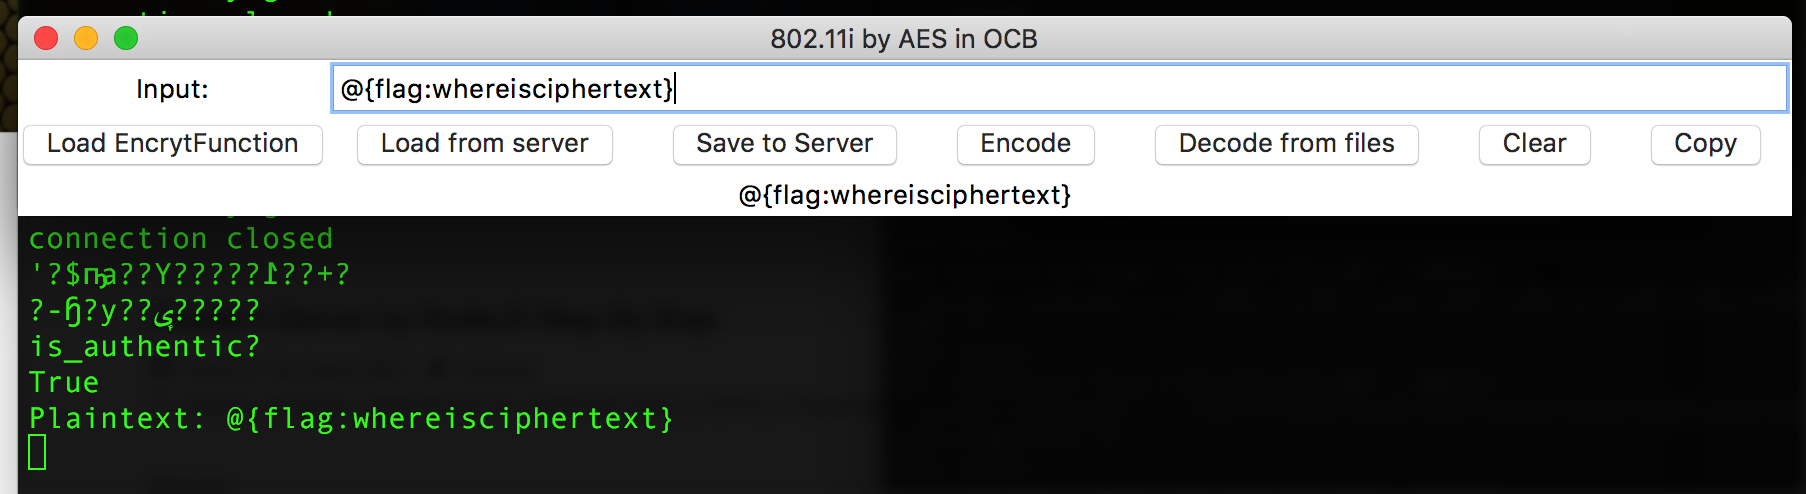 802.11i by AES in OCB
Input: @{flag:whereisciphertext}
Load EncrytFunction Load from server Save to Server Encode Decode from files Clear Copy
@{flag:whereisciphertext}
connection closed
is_authentic?
True
Plaintext: @{flag:whereisciphertext}